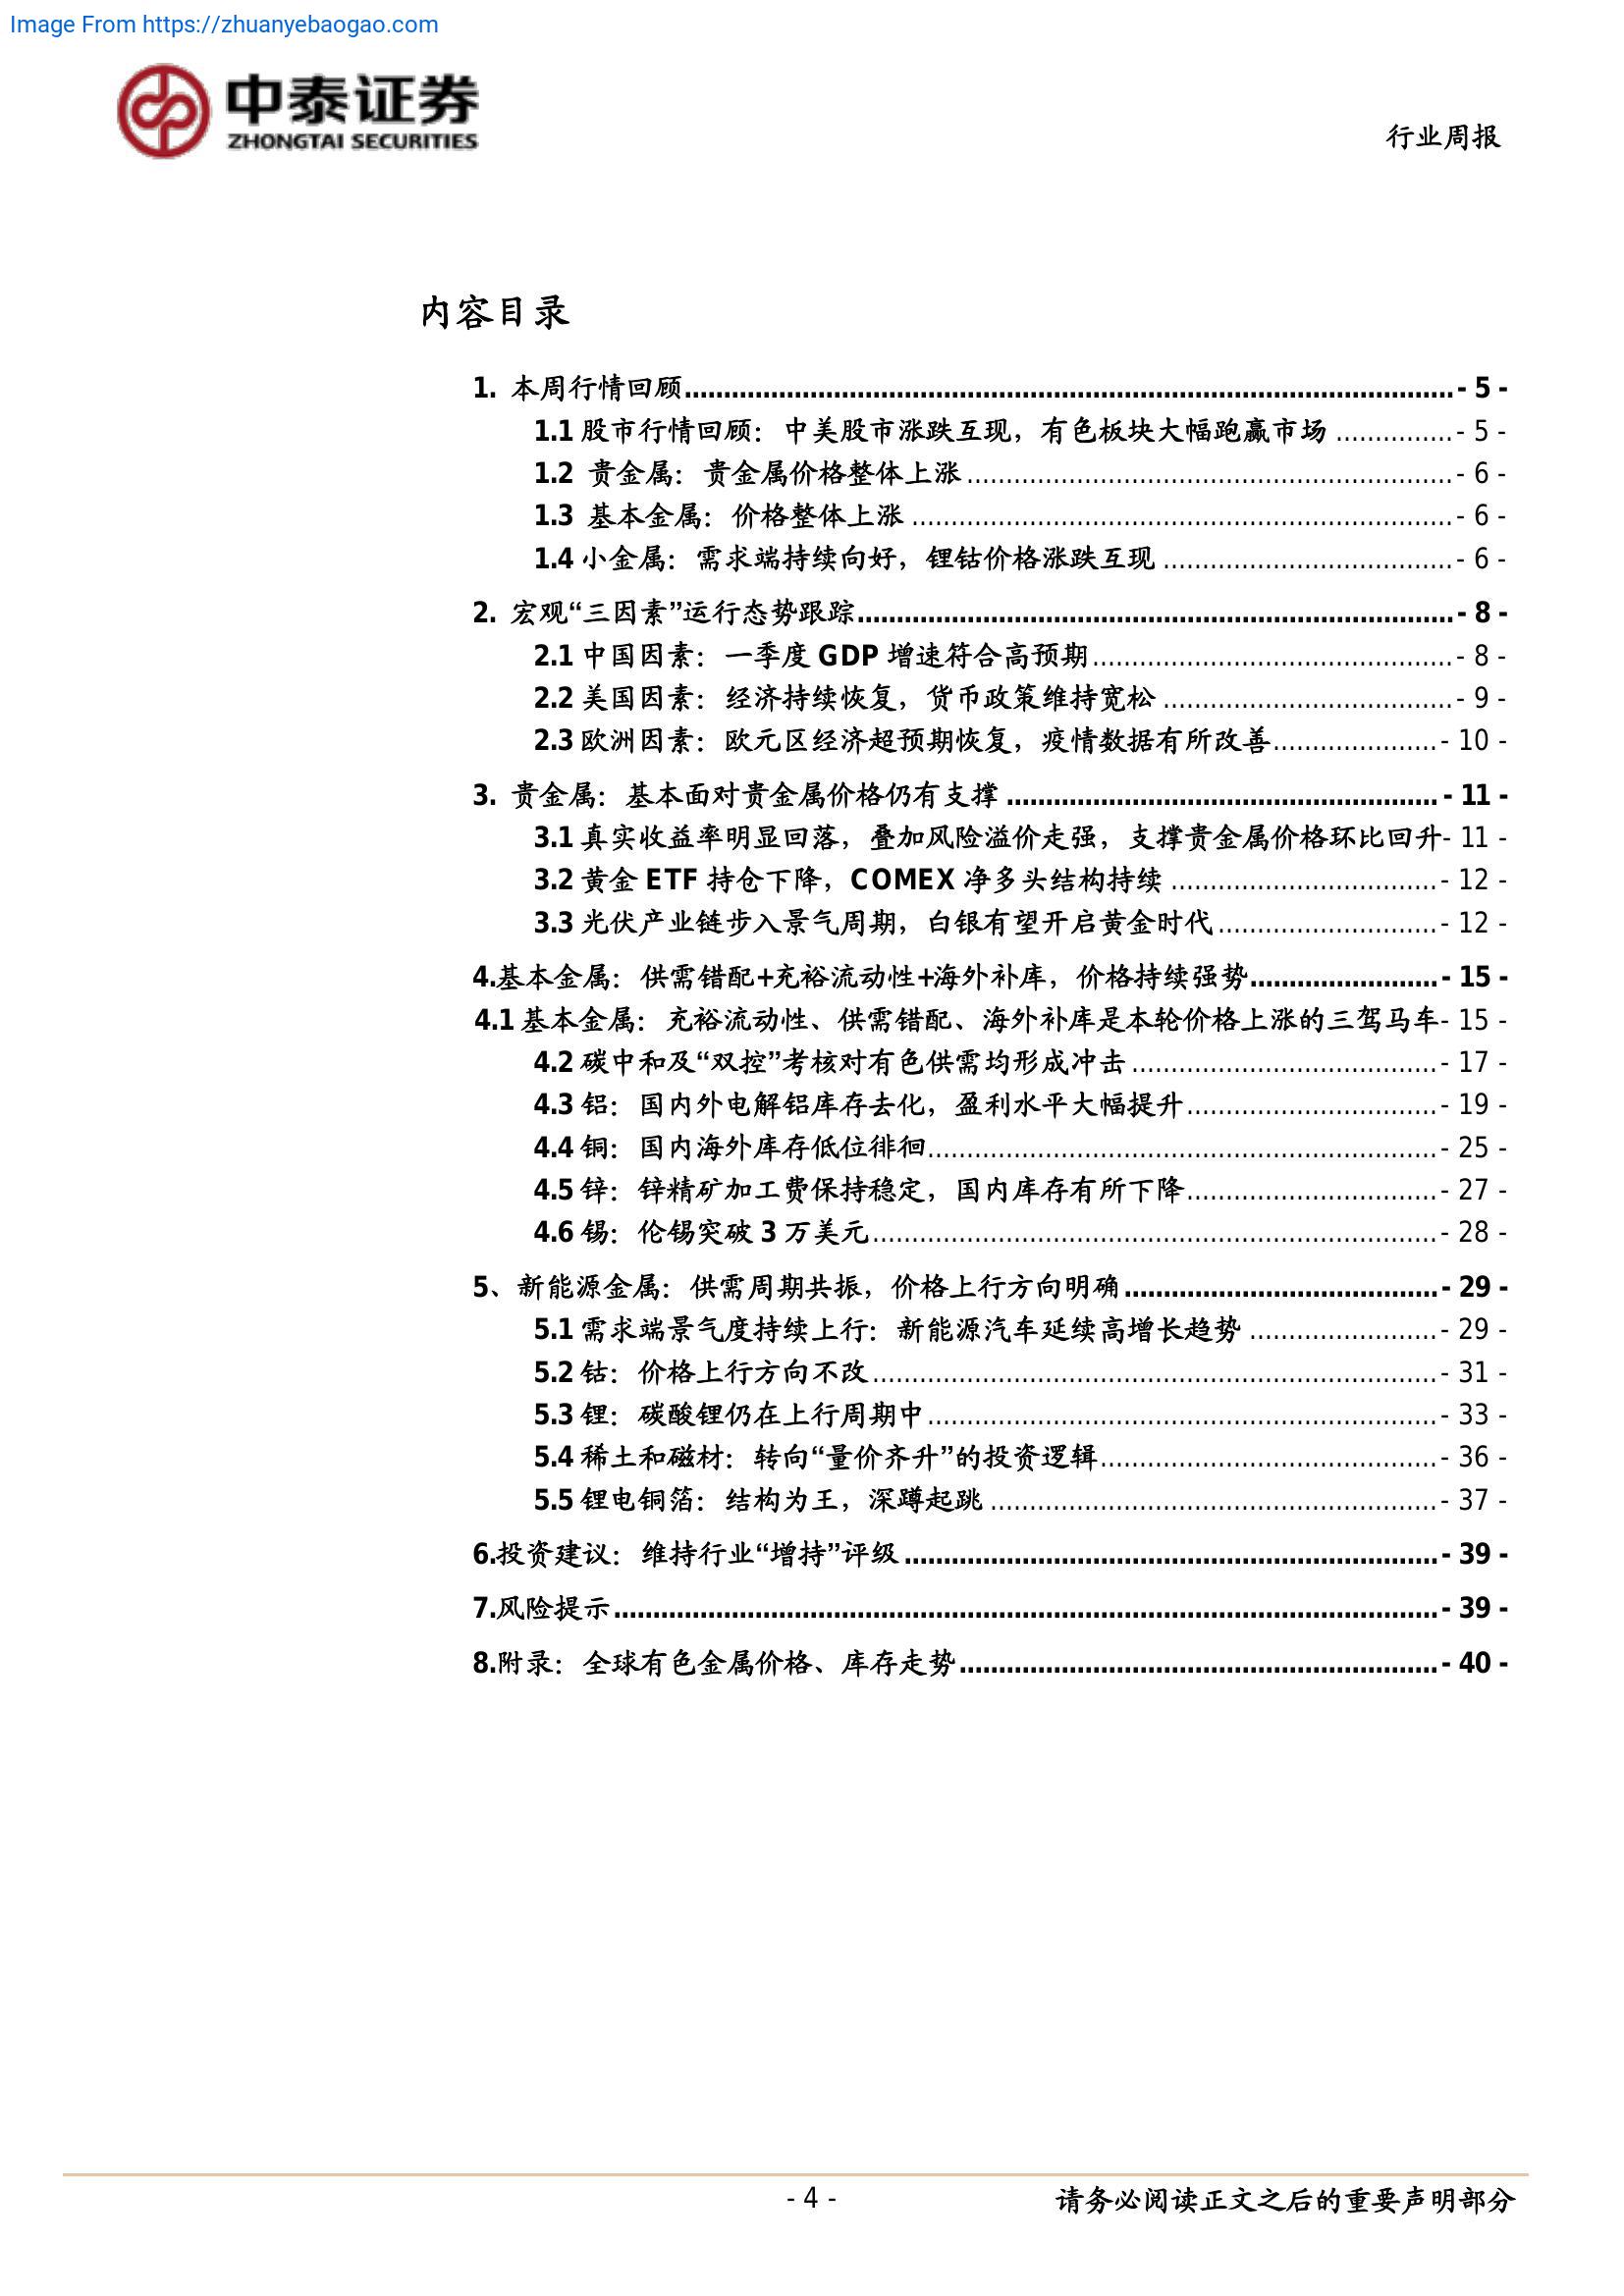 Image From https://zhuanyebaogao.com
中泰证券
ZHONGTAI SECURITIES
行业周报
内容目录
1. 本周行情回顾 - 5 -
1.1 股市行情回顾：中美股市涨跌互现，有色板块大幅跑赢市场 - 5 -
1.2 贵金属：贵金属价格整体上涨 - 6 -
1.3 基本金属：价格整体上涨 - 6 -
1.4 小金属：需求端持续向好，锂钴价格涨跌互现 - 6 -
2. 宏观“三因素”运行态势跟踪 - 8 -
2.1 中国因素：一季度 GDP 增速符合高预期 - 8 -
2.2 美国因素：经济持续恢复，货币政策维持宽松 - 9 -
2.3 欧洲因素：欧元区经济超预期恢复，疫情数据有所改善 - 10 -
3. 贵金属：基本面对贵金属价格仍有支撑 - 11 -
3.1 真实收益率明显回落，叠加风险溢价走强，支撑贵金属价格环比回升- 11 -
3.2 黄金 ETF 持仓下降，COMEX 净多头结构持续 - 12 -
3.3 光伏产业链步入景气周期，白银有望开启黄金时代 - 12 -
4.基本金属：供需错配+充裕流动性+海外补库，价格持续强势 - 15 -
4.1 基本金属：充裕流动性、供需错配、海外补库是本轮价格上涨的三驾马车- 15 -
4.2 碳中和及“双控”考核对有色供需均形成冲击 - 17 -
4.3 铝：国内外电解铝库存去化，盈利水平大幅提升 - 19 -
4.4 铜：国内海外库存低位徘徊 - 25 -
4.5 锌：锌精矿加工费保持稳定，国内库存有所下降 - 27 -
4.6 锡：伦锡突破 3 万美元 - 28 -
5、新能源金属：供需周期共振，价格上行方向明确 - 29 -
5.1 需求端景气度持续上行：新能源汽车延续高增长趋势 - 29 -
5.2 钴：价格上行方向不改 - 31 -
5.3 锂：碳酸锂仍在上行周期中 - 33 -
5.4 稀土和磁材：转向“量价齐升”的投资逻辑 - 36 -
5.5 锂电铜箔：结构为王，深蹲起跳 - 37 -
6.投资建议：维持行业“增持”评级 - 39 -
7.风险提示 - 39 -
8.附录：全球有色金属价格、库存走势 - 40 -
- 4 -
请务必阅读正文之后的重要声明部分